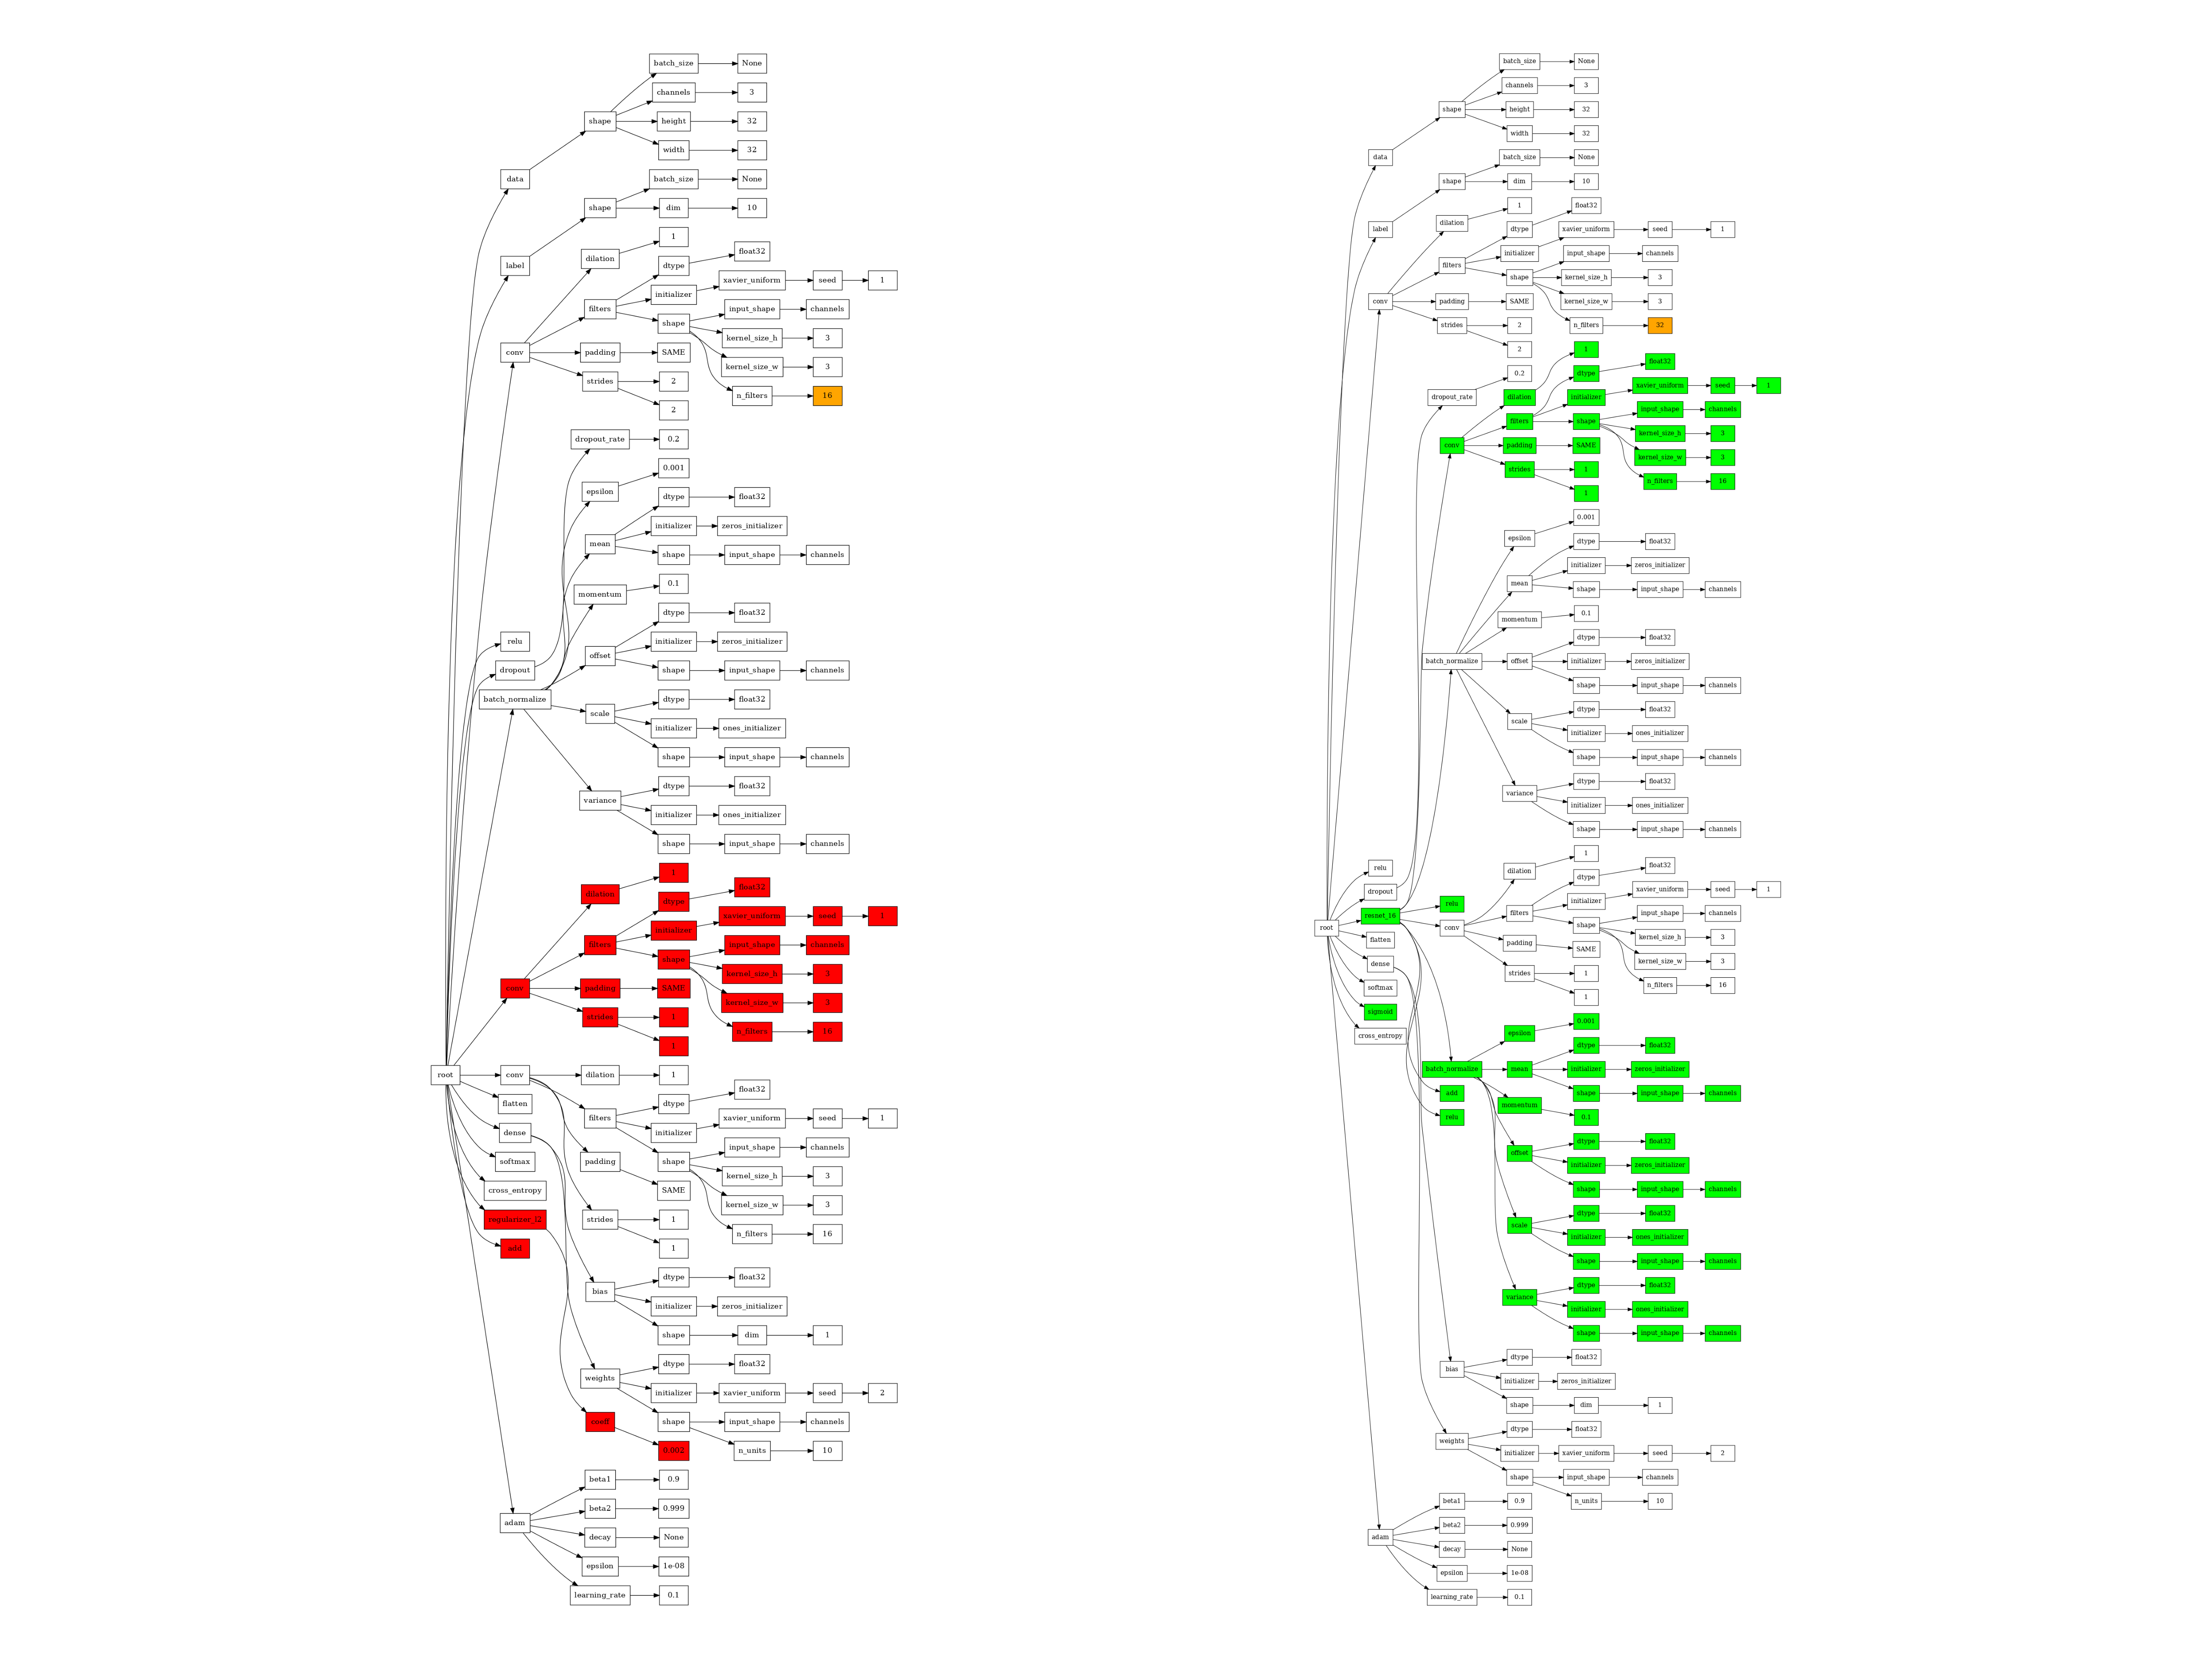 batch_size None
channels 3
shape height 32
width 32
data batch_size None
shape dim 10
1
dilation float32
label dtype
xavier_uniform seed 1
initializer
filters input_shape channels
shape
kernel_size_h 3
conv padding SAME
kernel_size_w 3
strides 2
n_filters 16
2
dropout_rate 0.2
0.001
epsilon dtype float32
initializer zeros_initializer
mean
shape input_shape channels
0.1
momentum
dtype float32
relu initializer zeros_initializer
offset
dropout shape input_shape channels
batch_normalize dtype float32
scale
initializer ones_initializer
shape input_shape channels
dtype float32
variance
initializer ones_initializer
shape input_shape channels
1
dilation float32
dtype
xavier_uniform seed 1
initializer
filters input_shape channels
shape
kernel_size_h 3
conv padding SAME
kernel_size_w 3
strides 1
n_filters 16
1
root conv dilation 1
float32
flatten dtype
filters xavier_uniform seed 1
dense initializer
input_shape channels
softmax padding shape
kernel_size_h 3
cross_entropy SAME
kernel_size_w 3
regularizer_l2 strides 1
n_filters 16
add 1
dtype float32
bias
initializer zeros_initializer
shape dim 1
dtype float32
weights
initializer xavier_uniform seed 2
coeff shape input_shape channels
0.002 n_units 10
beta1 0.9
beta2 0.999
adam
decay None
epsilon 1e-08
learning_rate 0.1
batch_size None
channels 3
shape height 32
width 32
data batch_size None
shape dim 10
1 float32
dilation
label dtype xavier_uniform seed 1
initializer input_shape channels
filters
shape kernel_size_h 3
conv padding SAME kernel_size_w 3
strides 2 n_filters 32
2 1
float32
0.2 dtype
xavier_uniform seed 1
dropout_rate dilation initializer
input_shape channels
filters shape
kernel_size_h 3
conv padding SAME
kernel_size_w 3
strides 1
n_filters 16
1
0.001
epsilon
dtype float32
initializer zeros_initializer
mean
shape input_shape channels
0.1
momentum
dtype float32
batch_normalize offset initializer zeros_initializer
shape input_shape channels
dtype float32
scale
initializer ones_initializer
shape input_shape channels
dtype float32
variance
initializer ones_initializer
shape input_shape channels
1
relu dilation float32
dtype
dropout xavier_uniform seed 1
initializer
relu
resnet_16 filters input_shape channels
root conv shape
flatten padding kernel_size_h 3
SAME
dense kernel_size_w 3
strides 1
softmax n_filters 16
1
sigmoid
0.001
cross_entropy epsilon
dtype float32
batch_normalize mean initializer zeros_initializer
add shape input_shape channels
momentum
relu 0.1
dtype float32
offset
initializer zeros_initializer
shape input_shape channels
dtype float32
scale
initializer ones_initializer
shape input_shape channels
dtype float32
variance
initializer ones_initializer
shape input_shape channels
dtype float32
bias
initializer zeros_initializer
shape dim 1
dtype float32
weights
initializer xavier_uniform seed 2
shape input_shape channels
beta1 0.9 n_units 10
beta2 0.999
adam
decay None
epsilon 1e-08
learning_rate 0.1